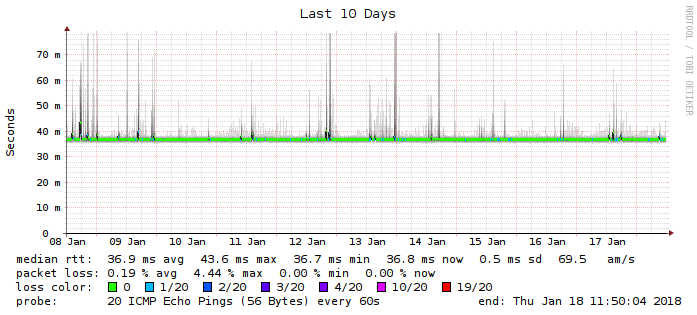 Last 10 Days
RRDTOOL / TOBI OETIKER
Seconds
70 m
60 m
50 m
40 m
30 m
20 m
10 m
0
08 Jan 09 Jan 10 Jan 11 Jan 12 Jan 13 Jan 14 Jan 15 Jan 16 Jan 17 Jan
median rtt: 36.9 ms avg 43.6 ms max 36.7 ms min 36.8 ms now 0.5 ms sd 69.5 am/s
packet loss: 0.19 % avg 4.44 % max 0.00 % min 0.00 % now
loss color: 0 1/20 2/20 3/20 4/20 10/20 19/20
probe: 20 ICMP Echo Pings (56 Bytes) every 60s end: Thu Jan 18 11:50:04 2018